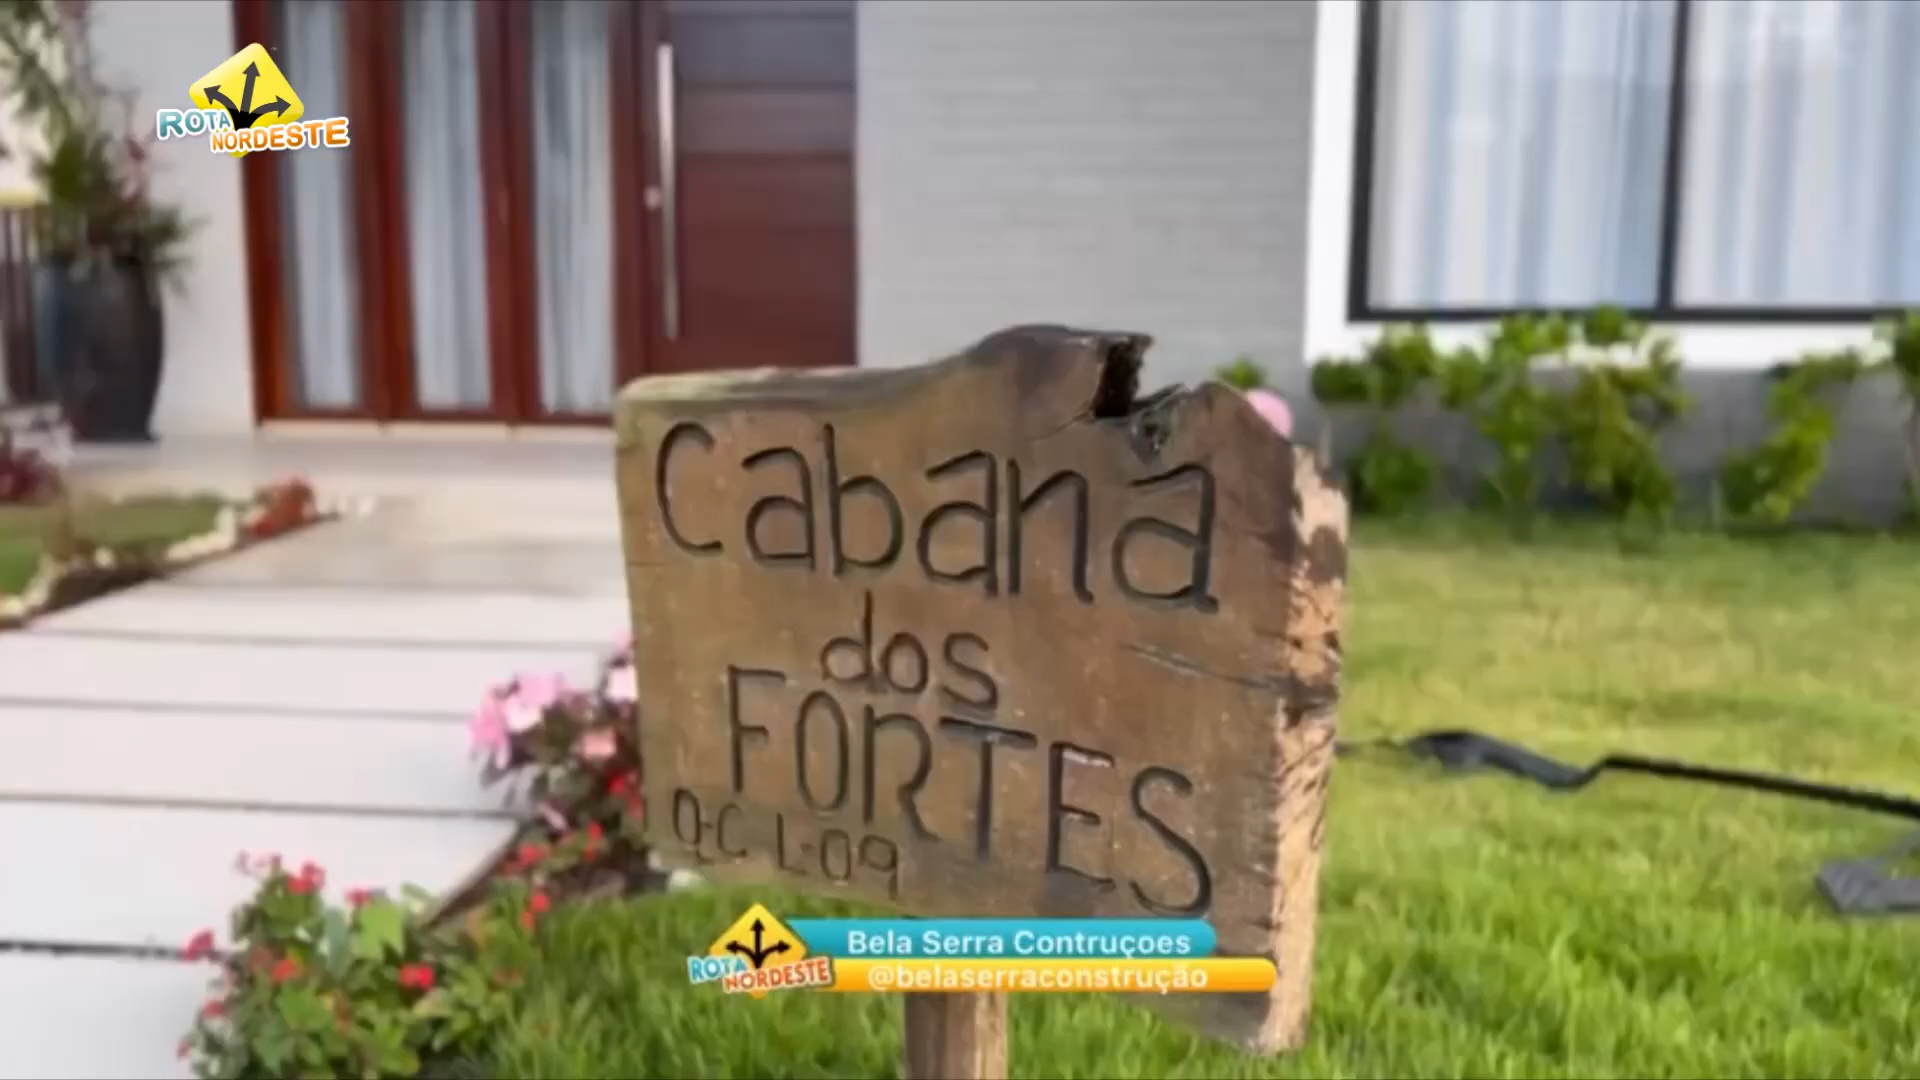 ROTA
NORDESTE
Cabana
dos
FORTES
Q-C L-09
Bela Serra Contruçoes
ROTA
NORDESTE
@belaserraconstrução